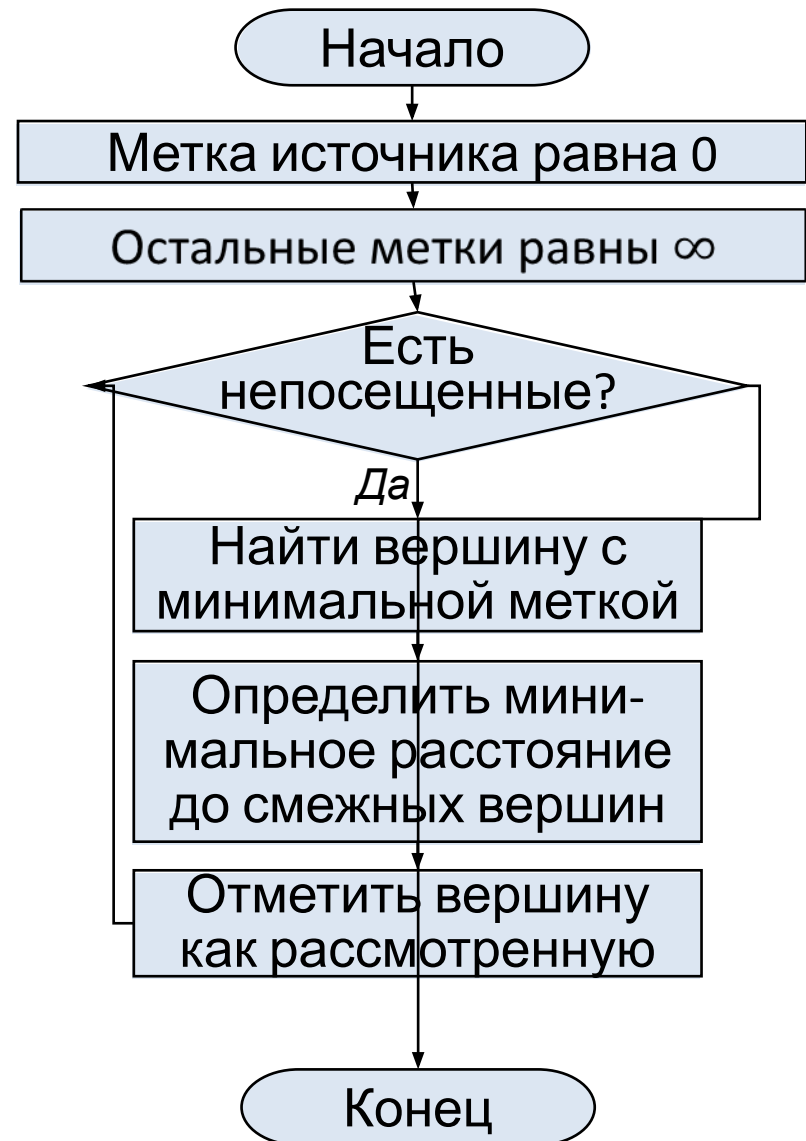 Начало
Метка источника равна 0
Остальные метки равны ∞
Есть
непосещенные?
Да
Найти вершину с
минимальной меткой
Определить мини-
мальное расстояние
до смежных вершин
Отметить вершину
как рассмотренную
Конец